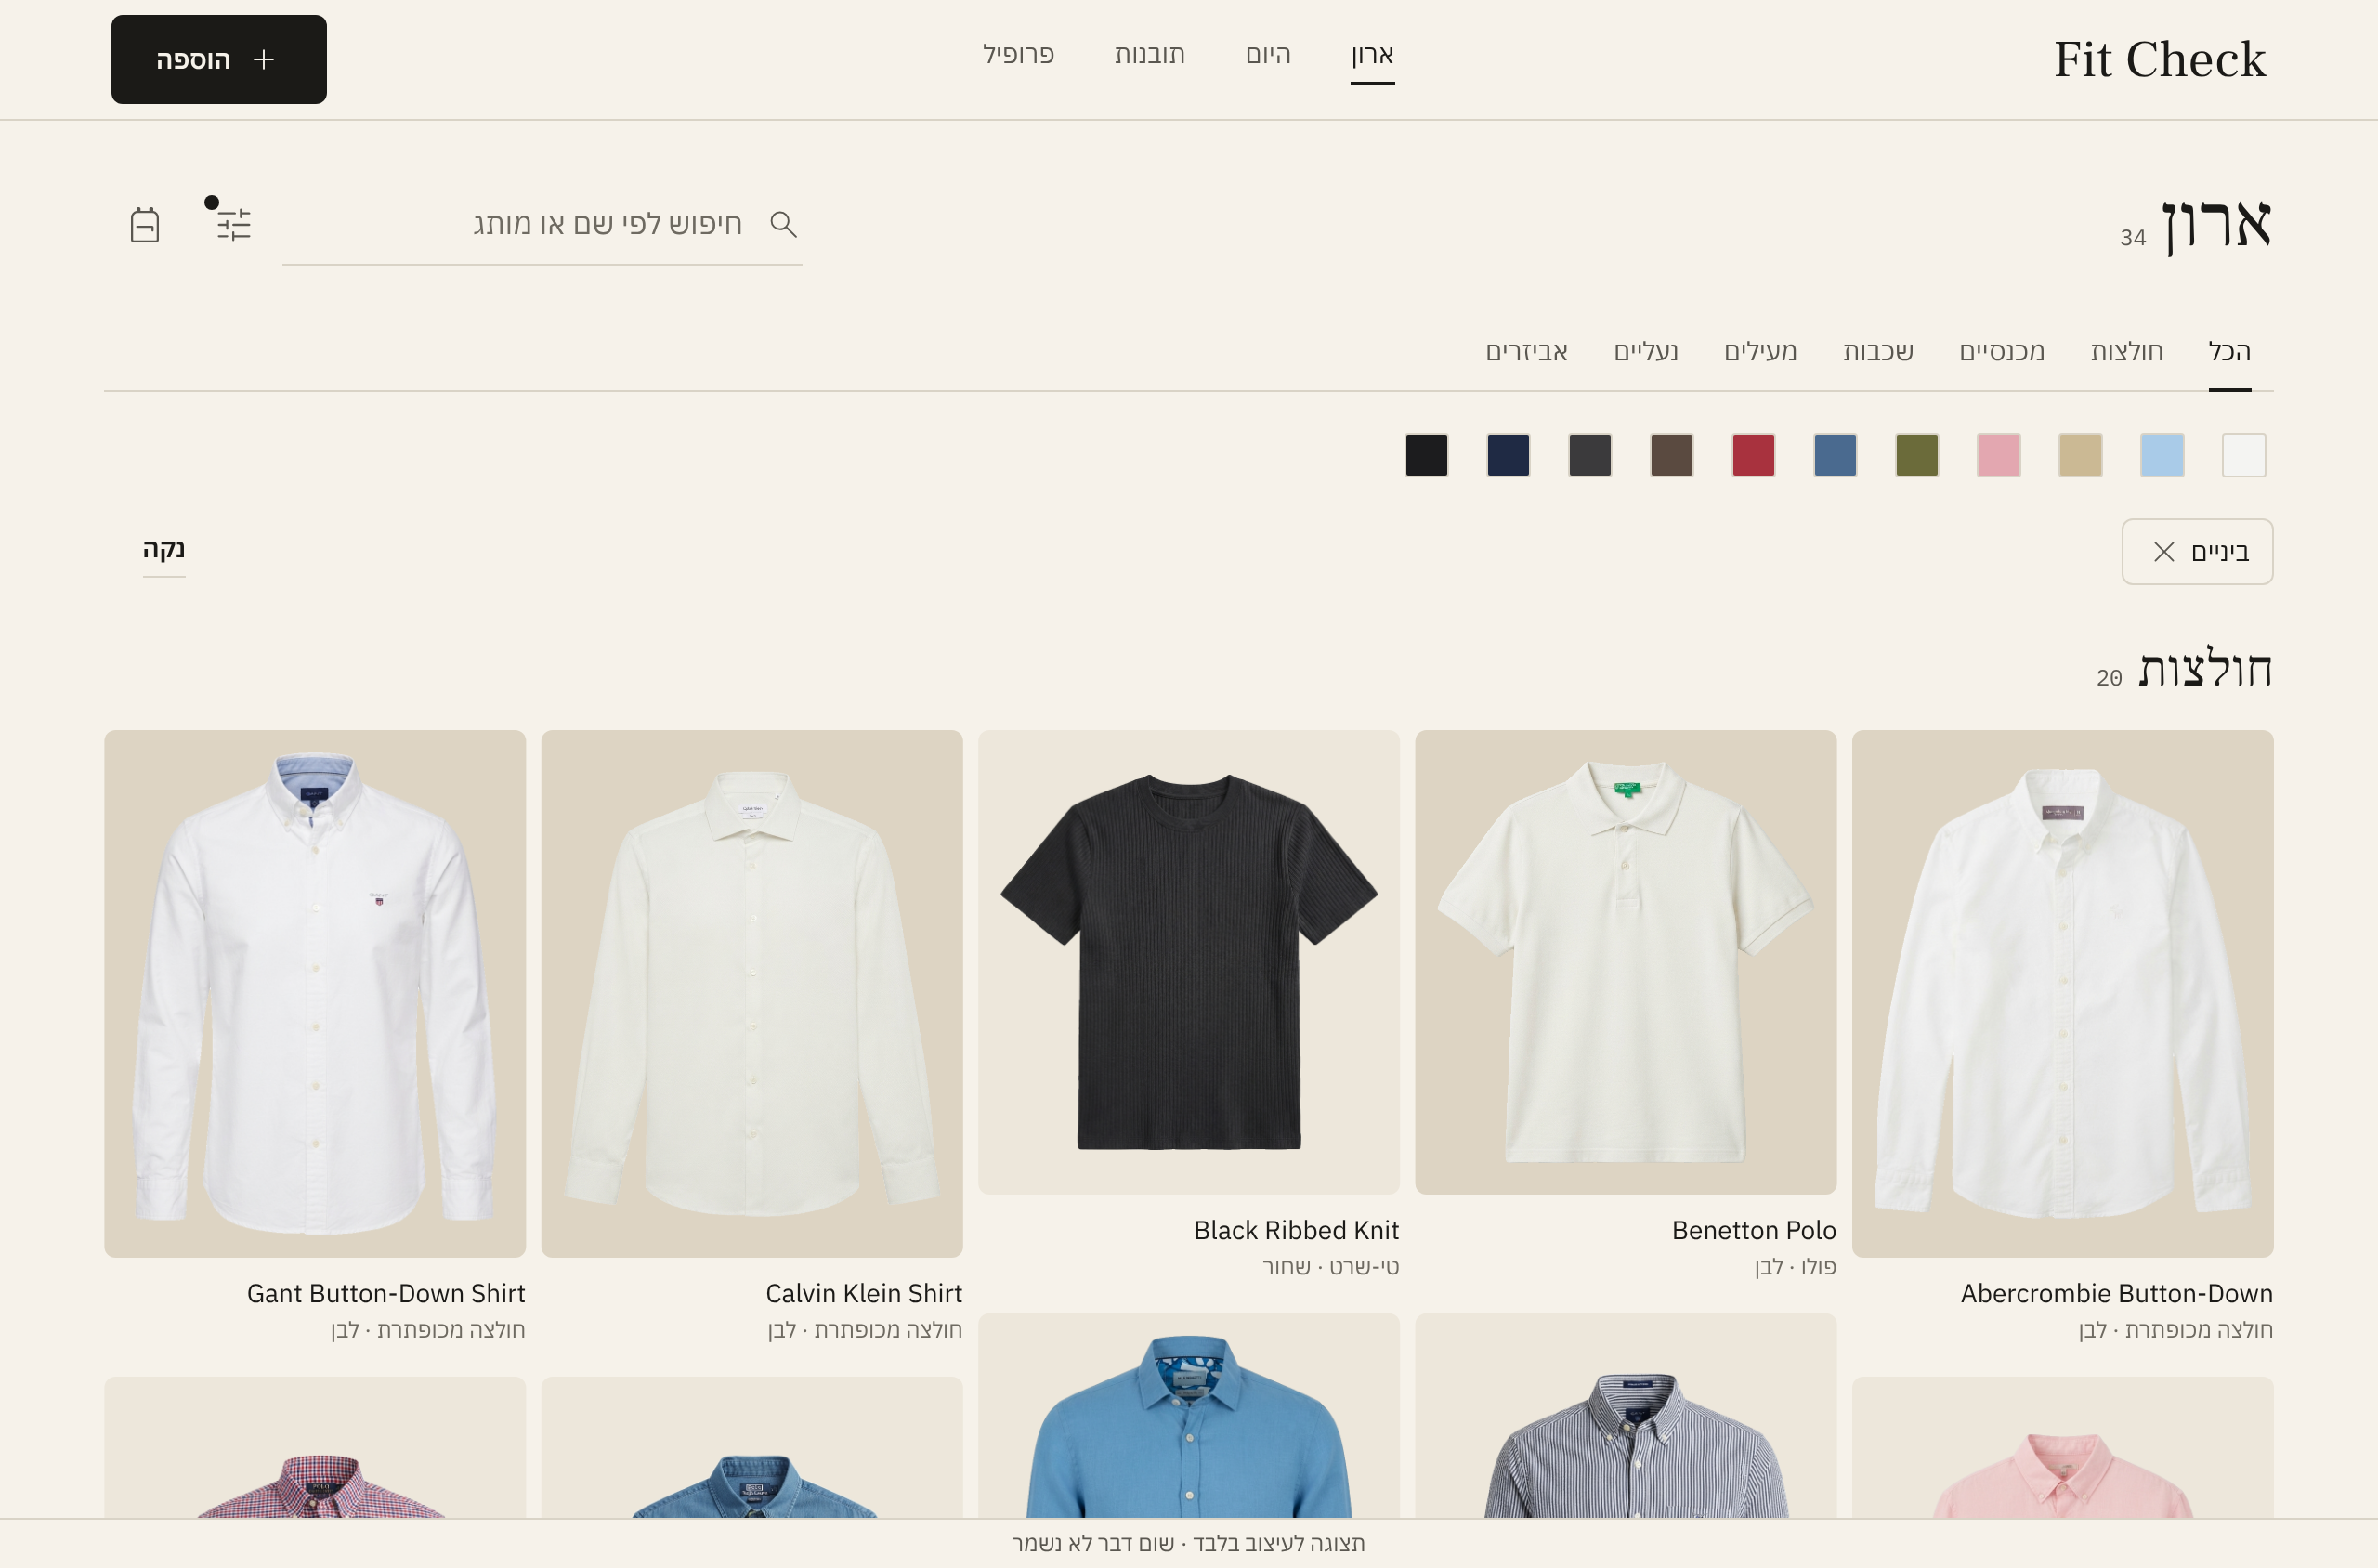 Fit Check
ארון
היום
תובנות
פרופיל
הוספה
ארון 34
חיפוש לפי שם או מותג
הכל
חולצות
מכנסיים
שכבות
מעילים
נעליים
אביזרים
ביניים
נקה
חולצות 20
Abercrombie Button-Down
חולצה מכופתרת · לבן
Benetton Polo
פולו · לבן
Black Ribbed Knit
טי-שרט · שחור
Calvin Klein Shirt
חולצה מכופתרת · לבן
Gant Button-Down Shirt
חולצה מכופתרת · לבן
POLO
תצוגה לעיצוב בלבד · שום דבר לא נשמר